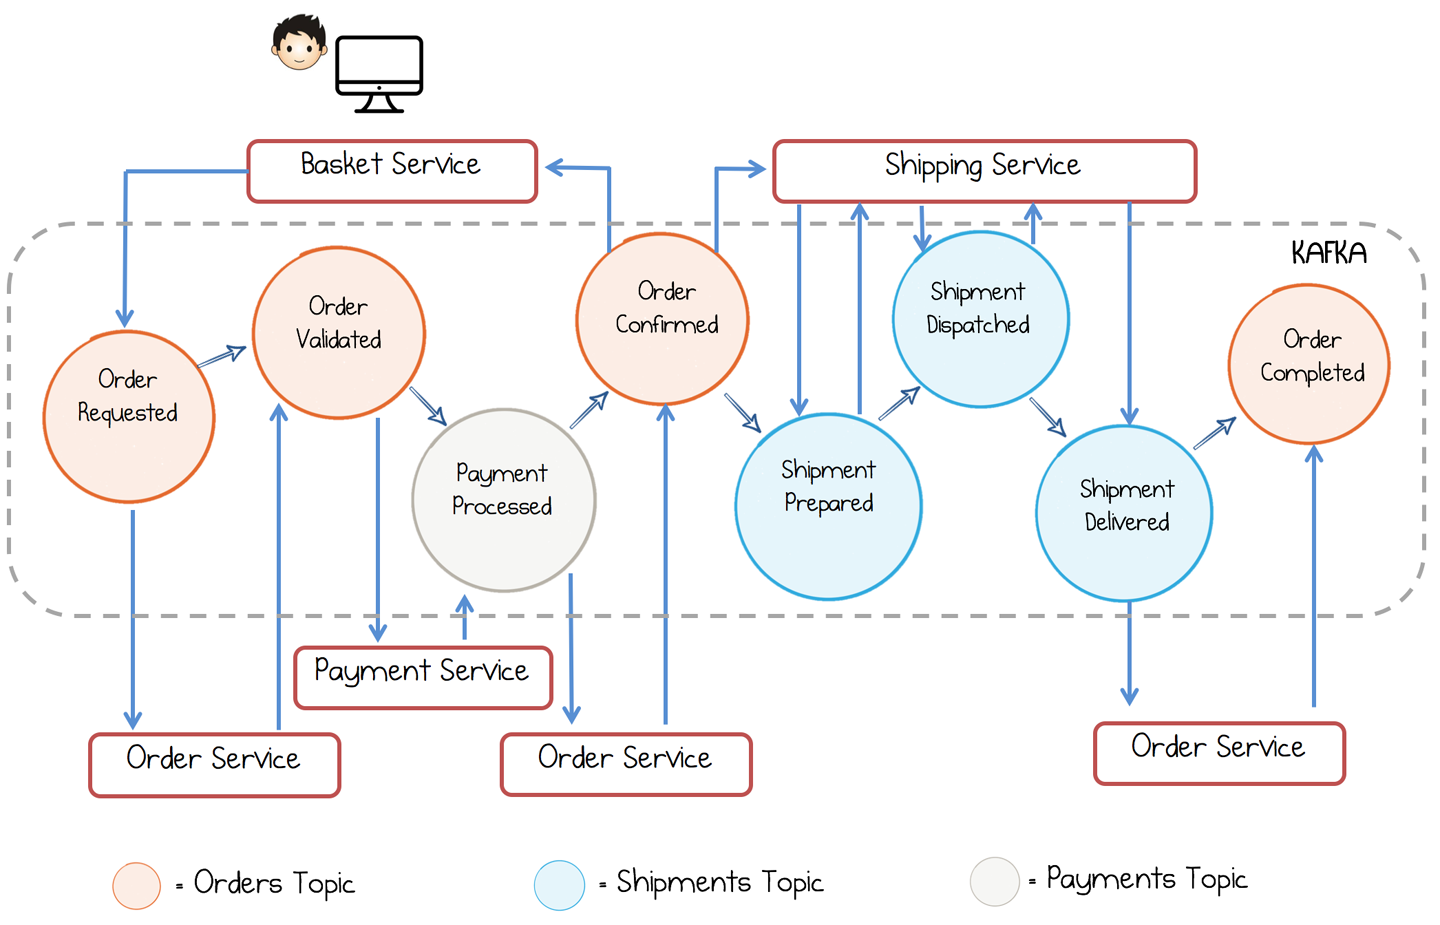 Basket Service
Shipping Service
KAFKA
Order
Requested
Order
Validated
Payment
Processed
Order
Confirmed
Shipment
Prepared
Shipment
Dispatched
Shipment
Delivered
Order
Completed
Payment Service
Order Service
Order Service
Order Service
= Orders Topic
= Shipments Topic
= Payments Topic